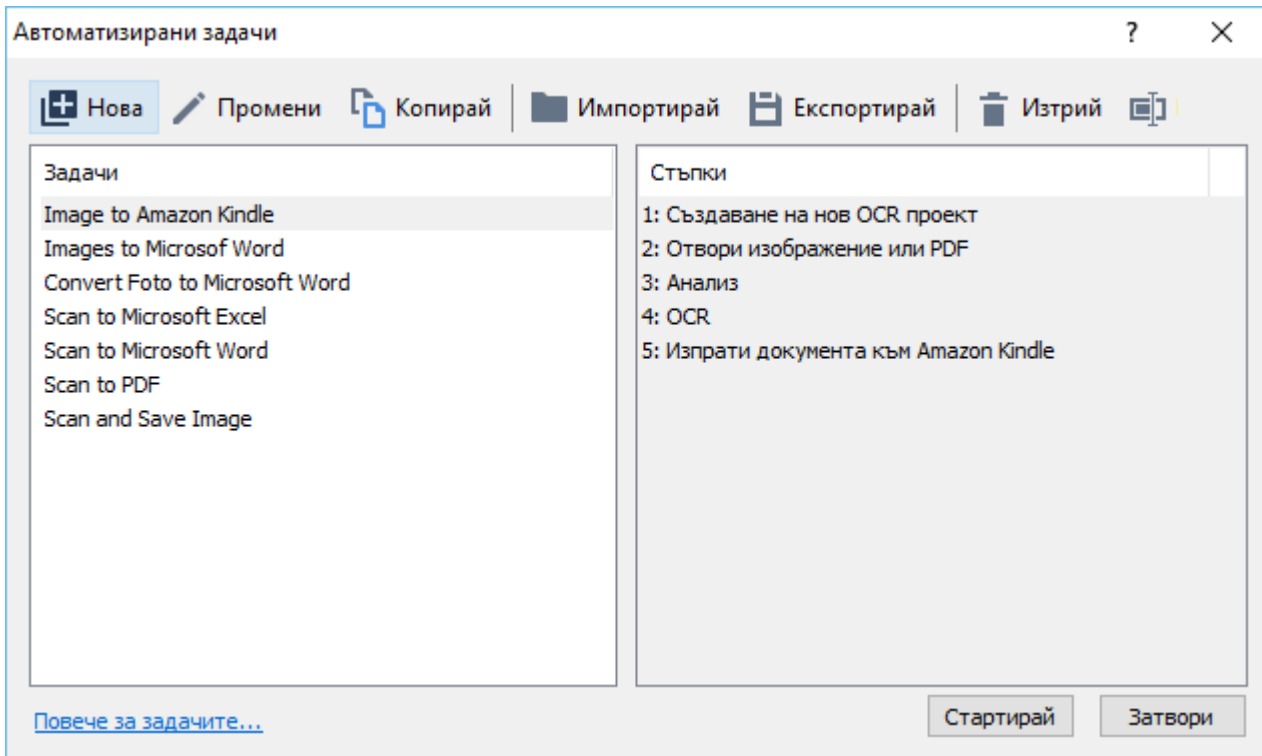 Автоматизирани задачи
Нова Промени Копирай Импортирай Експортирай Изтрий
Задачи
Image to Amazon Kindle
Images to Microsof Word
Convert Foto to Microsoft Word
Scan to Microsoft Excel
Scan to Microsoft Word
Scan to PDF
Scan and Save Image
Стъпки
1: Създаване на нов OCR проект
2: Отвори изображение или PDF
3: Анализ
4: OCR
5: Изпрати документа към Amazon Kindle
Повече за задачите...
Стартирай Затвори